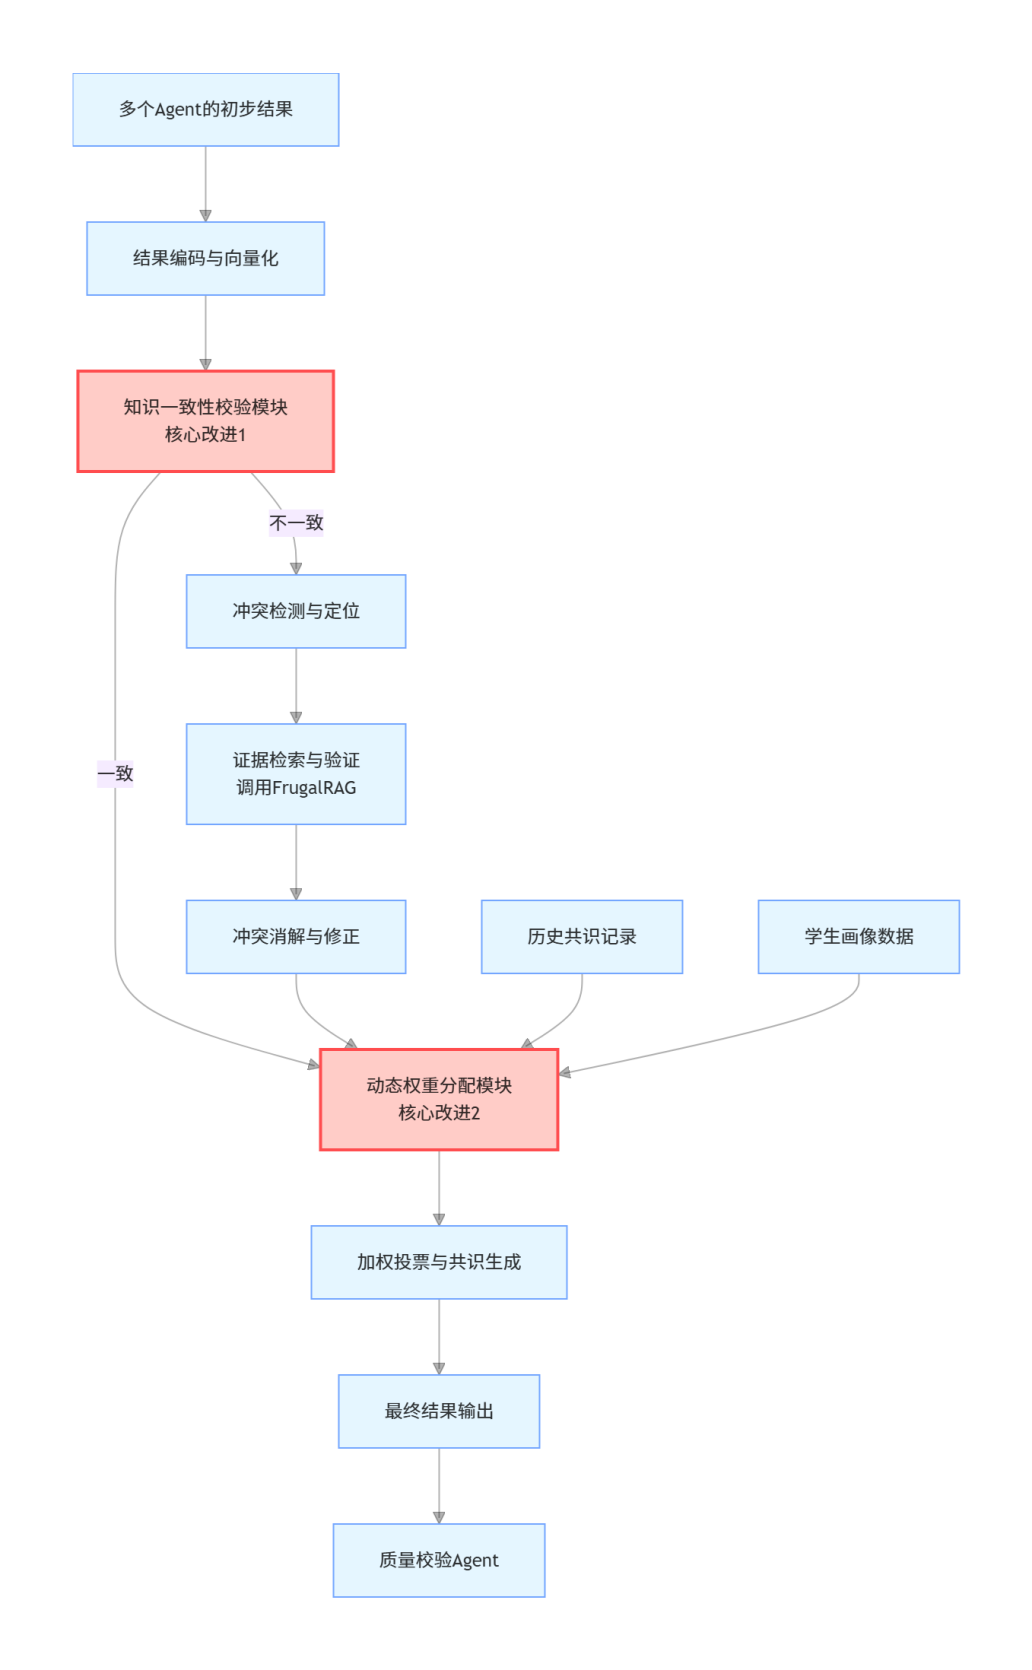 多个Agent的初步结果
结果编码与向量化
知识一致性校验模块
核心改进1
不一致
冲突检测与定位
证据检索与验证
调用FrugalRAG
一致
冲突消解与修正
历史共识记录
学生画像数据
动态权重分配模块
核心改进2
加权投票与共识生成
最终结果输出
质量校验Agent